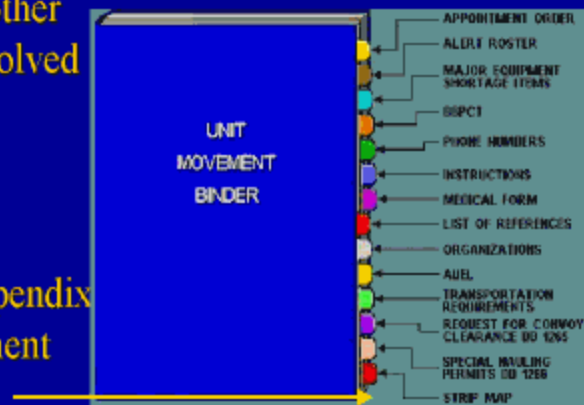 other
olved
UNIT
MOVEMENT
BINDER
pendix
ent
APPOINTMENT ORDER
ALERT ROSTER
MAJOR EQUIPMENT
SHORTAGE ITEMS
PHONE NUMBERS
INSTRUCTIONS
MEDICAL FORM
LIST OF REFERENCES
ORGANIZATIONS
AUEL
TRANSPORTATION
REQUIREMENTS
REQUEST FOR CONVOY
CLEARANCE DD 1265
SPECIAL HAULING
PERMITS DD 1266
STRIP MAP